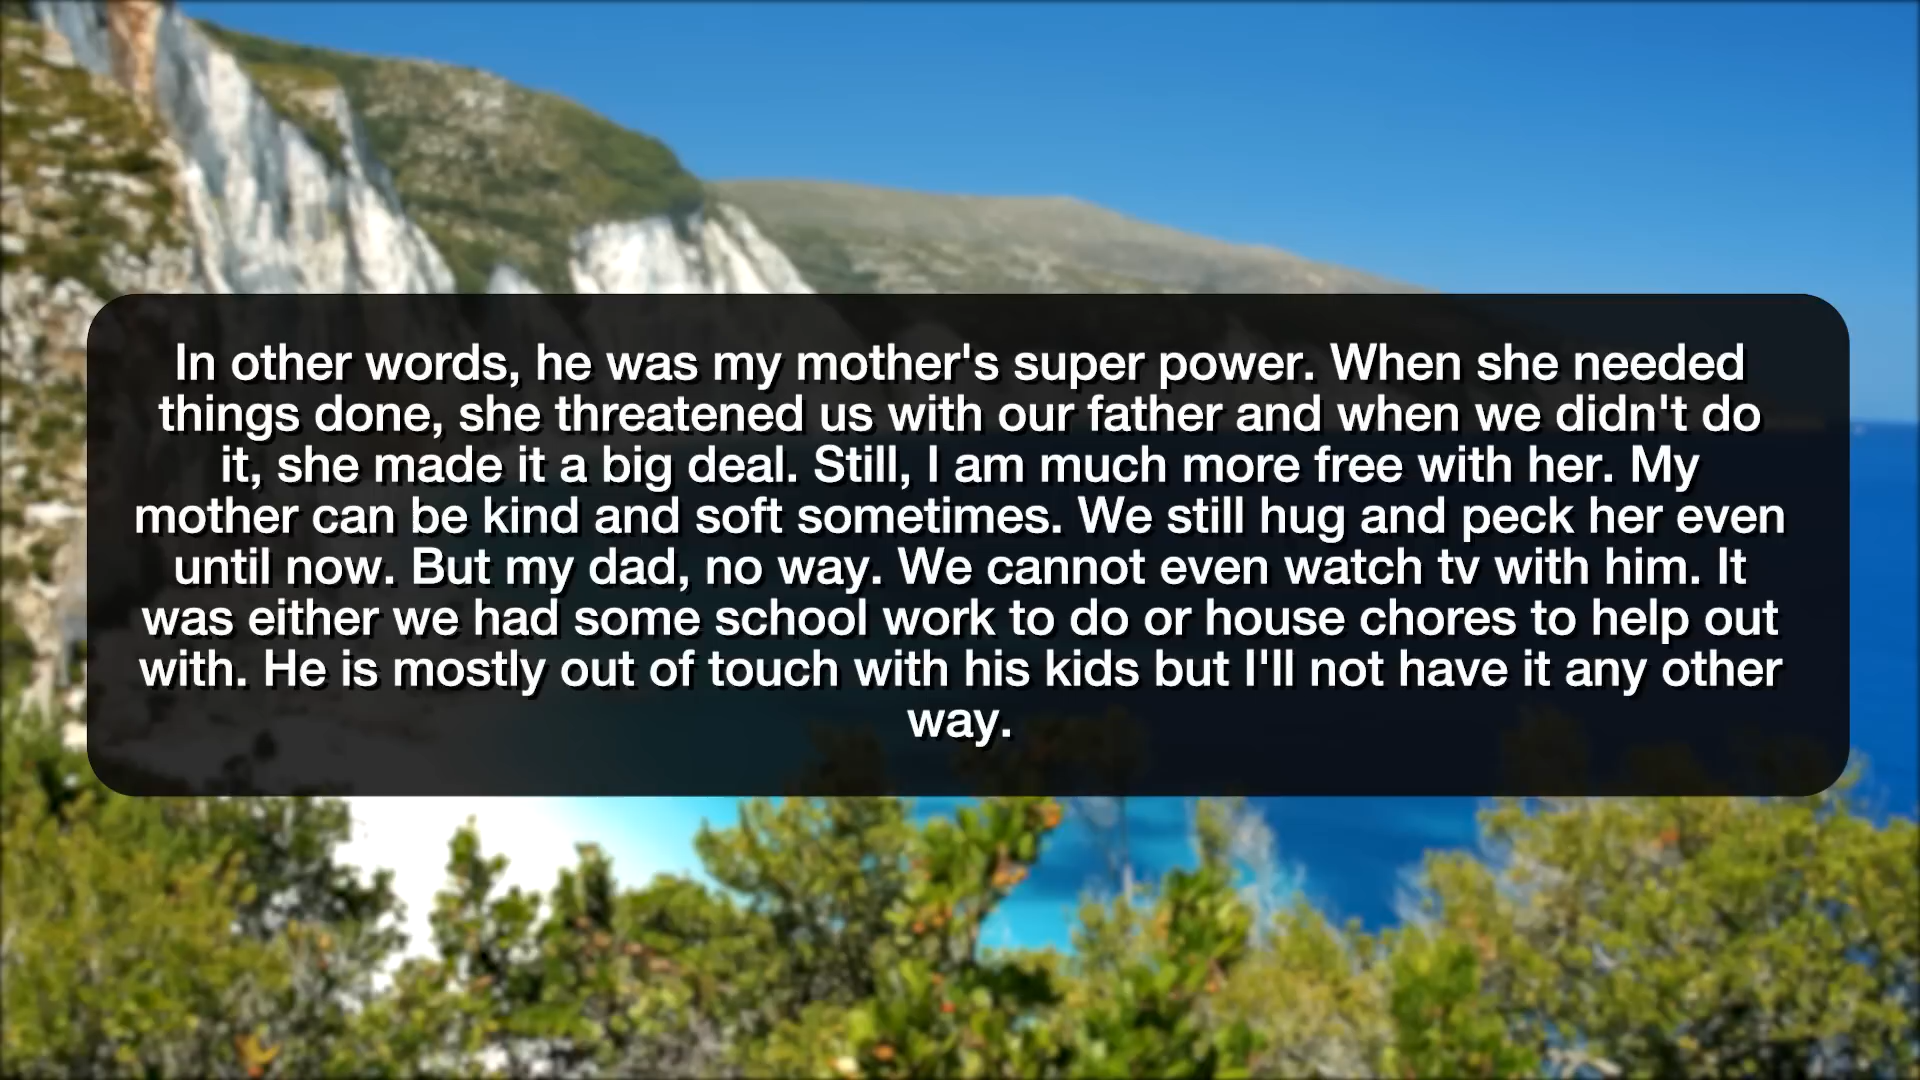 In other words, he was my mother's super power. When she needed
things done, she threatened us with our father and when we didn't do
it, she made it a big deal. Still, I am much more free with her. My
mother can be kind and soft sometimes. We still hug and peck her even
until now. But my dad, no way. We cannot even watch tv with him. It
was either we had some school work to do or house chores to help out
with. He is mostly out of touch with his kids but I'll not have it any other
way.